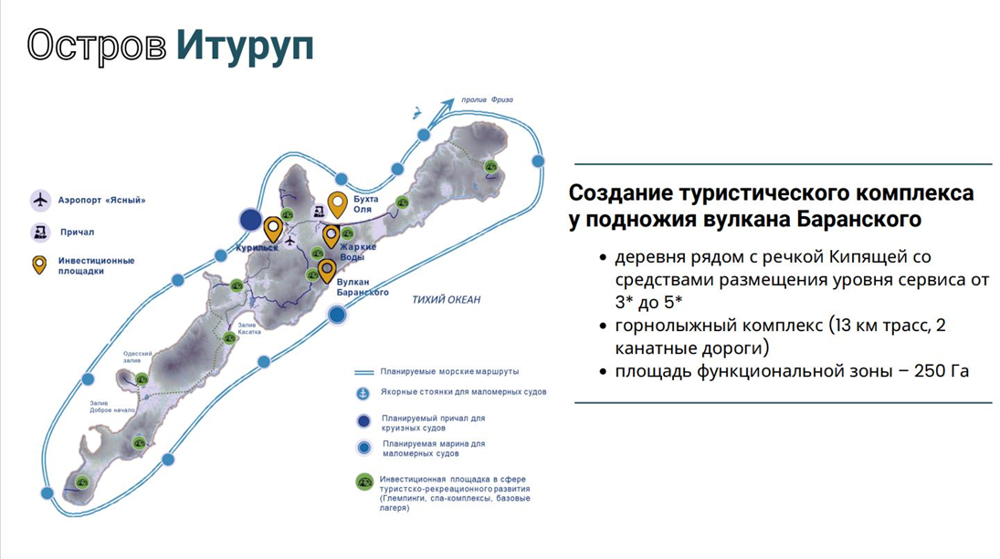 Остров Итуруп
пролив Фриза
Аэропорт «Ясный»
Причал
Инвестиционные
площадки
Бухта
Оля
Курильск
Жаркие
Воды
Вулкан
Баранского
ТИХИЙ ОКЕАН
Залив
Касатка
Одесский
залив
Залив
Доброе начало
Планируемые морские маршруты
Якорные стоянки для маломерных судов
Планируемый причал для
круизных судов
Планируемая марина для
маломерных судов
Инвестиционная площадка в сфере
туристско-рекреационного развития
(Глемпинги, спа-комплексы, базовые
лагеря)
Создание туристического комплекса
у подножия вулкана Баранского
• деревня рядом с речкой Кипящей со
средствами размещения уровня сервиса от
3* до 5*
• горнолыжный комплекс (13 км трасс, 2
канатные дороги)
• площадь функциональной зоны – 250 Га